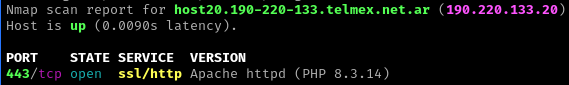 Nmap scan report for host20.190-220-133.telmex.net.ar (190.220.133.20)
Host is up (0.0090s latency).
PORT    STATE SERVICE  VERSION
443/tcp open  ssl/http Apache httpd (PHP 8.3.14)